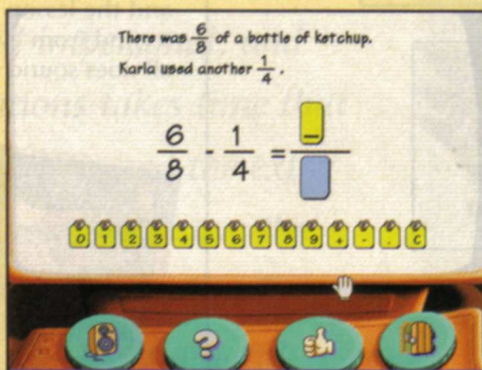 There was 6/8 of a bottle of ketchup.
Karla used another 1/4.
6/8 - 1/4 =
0 1 2 3 4 5 6 7 8 9 + - . C
?